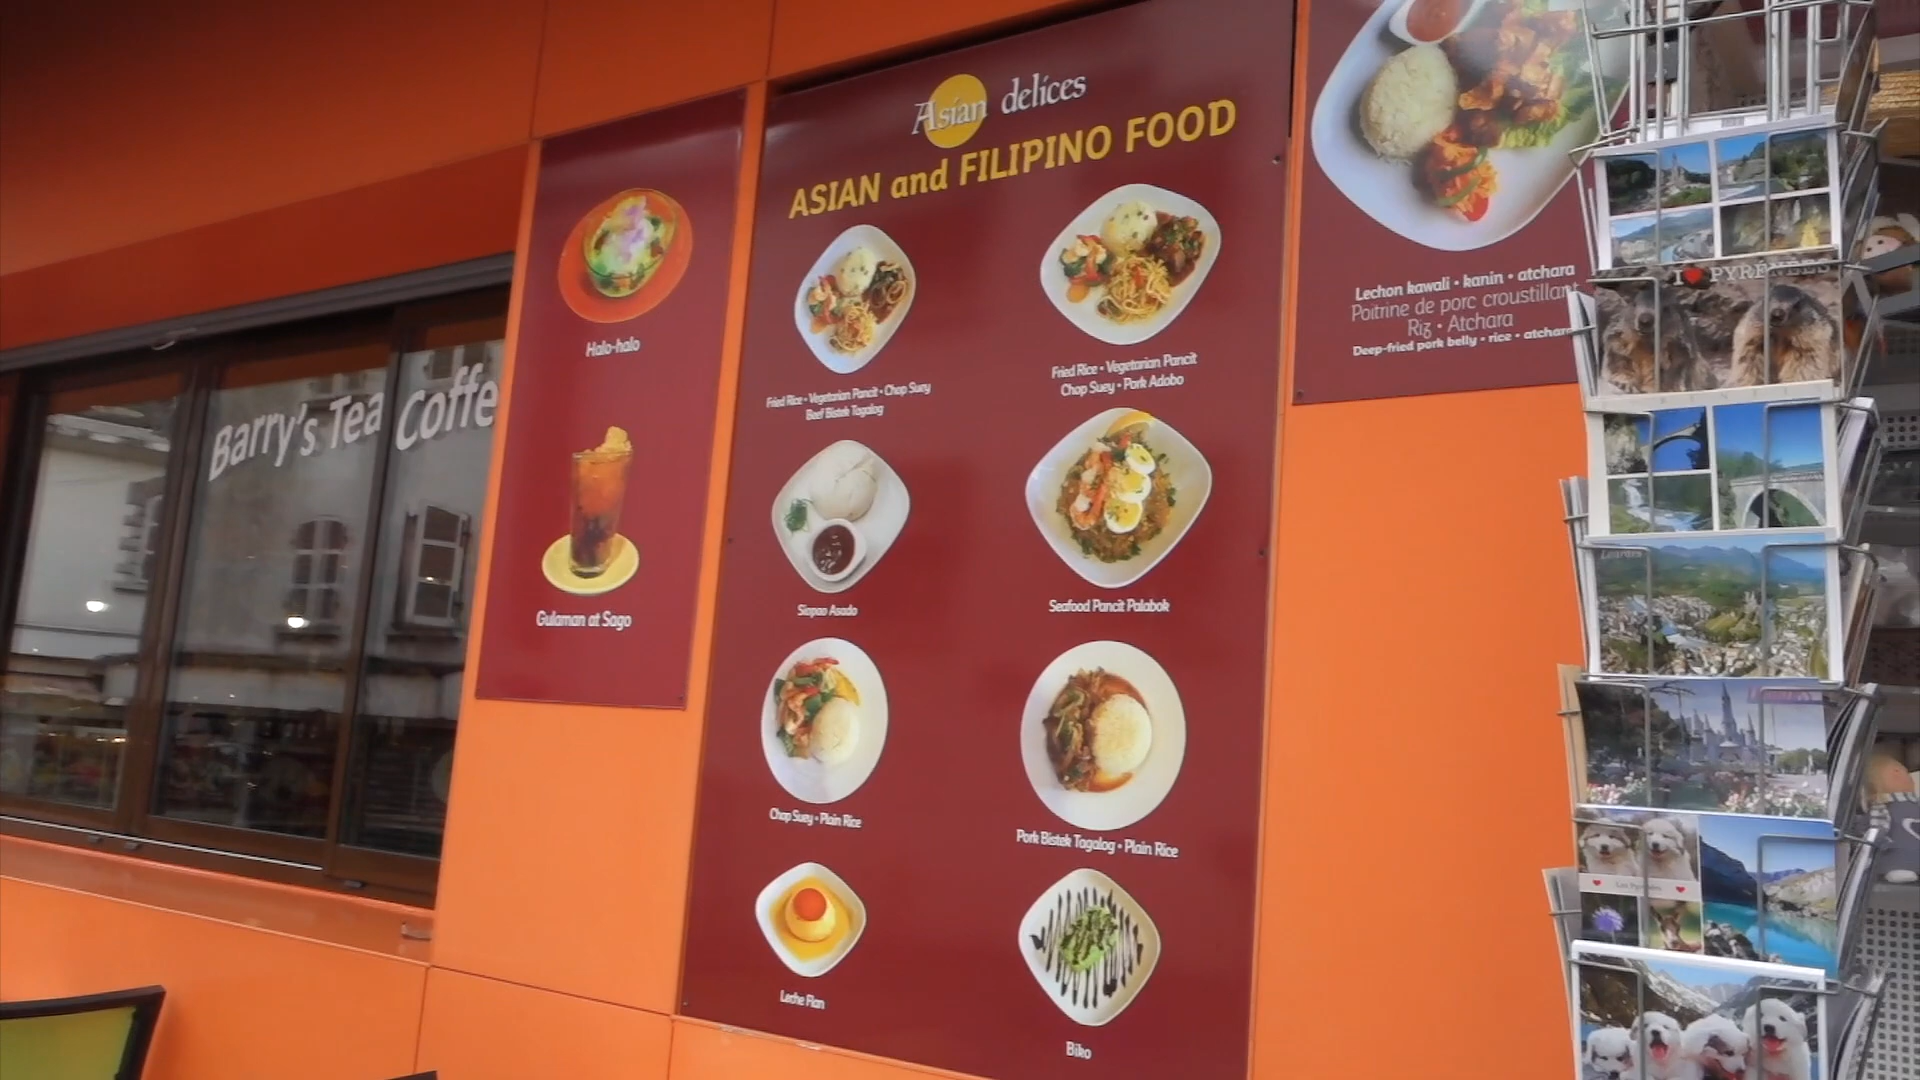 Barry's Tea Coffe
Halo-halo
Gulaman at Sago
Asian delices
ASIAN and FILIPINO FOOD
Fried Rice • Vegetarian Pancit • Chop Suey
Beef Bistek Tagalog
Fried Rice • Vegetarian Pancit
Chop Suey • Pork Adobo
Siopao Asado
Seafood Pancit Palabok
Chop Suey • Plain Rice
Pork Bistek Tagalog • Plain Rice
Leche Flan
Biko
Lechon kawali • kanin • atchara
Poitrine de porc croustillant
Riz • Atchara
Deep-fried pork belly • rice • atchara
I ❤ PYRÉNÉES
Lourdes
Les Pyrénées